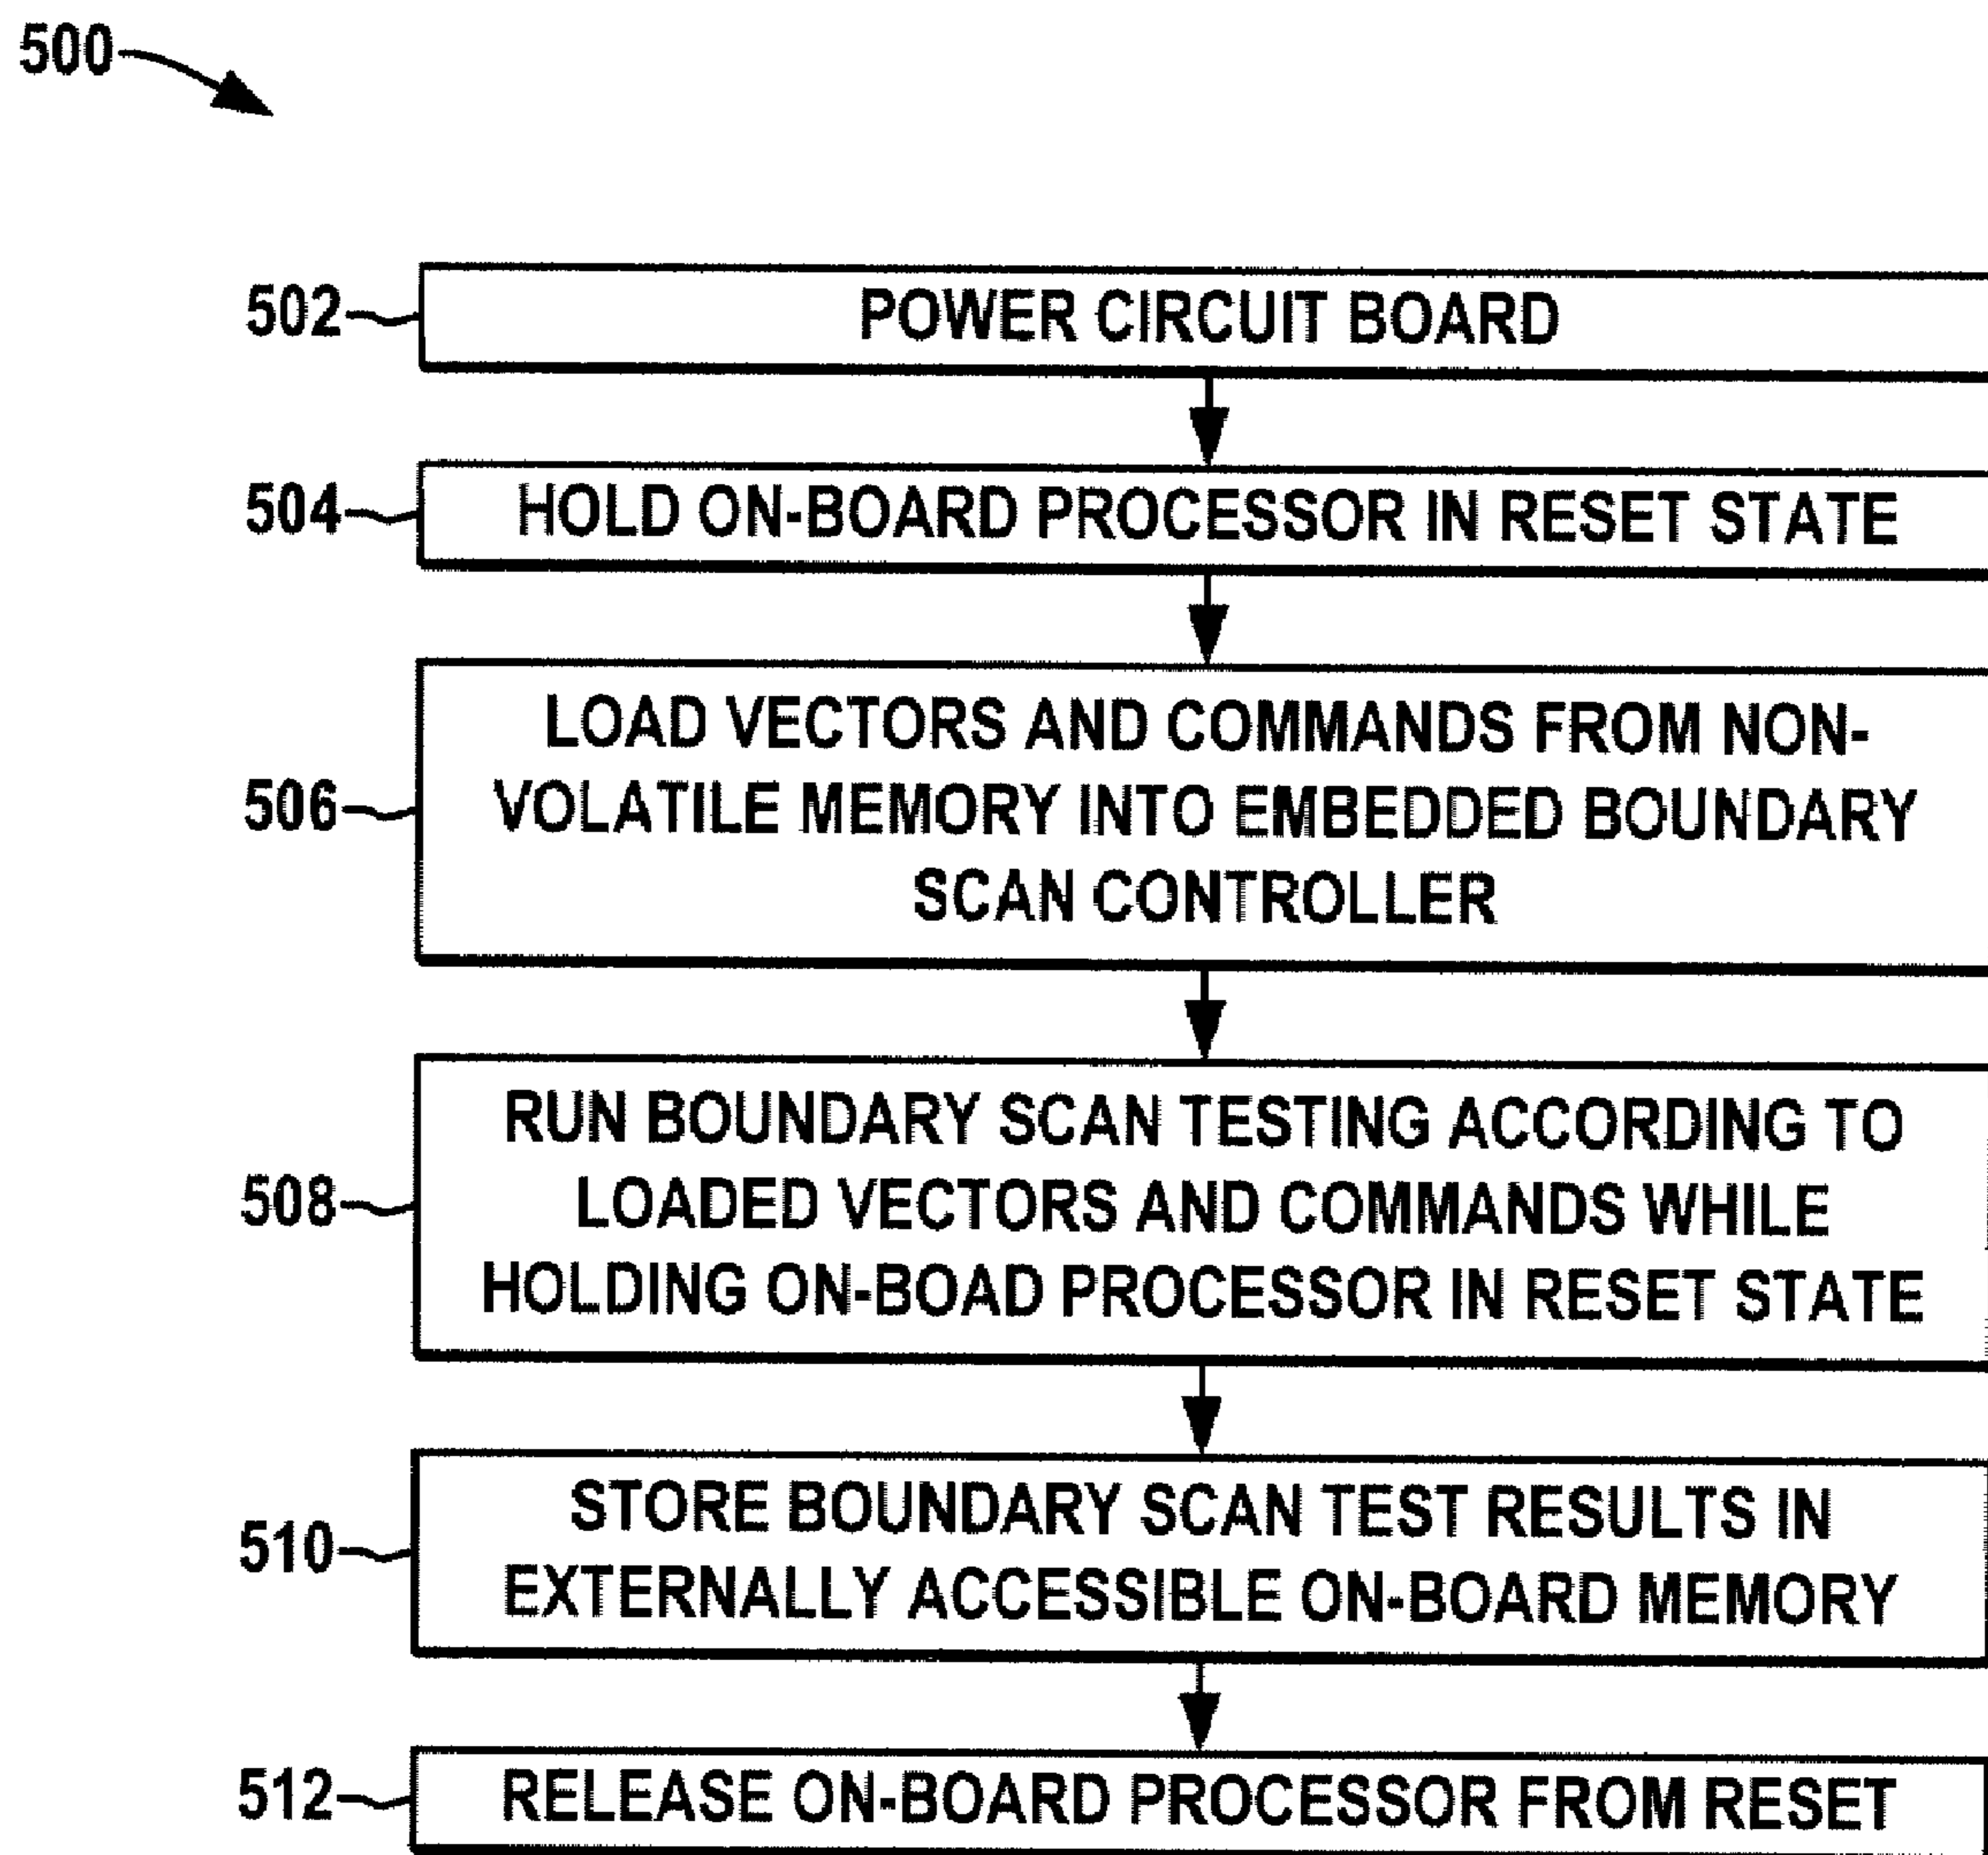 500
502
POWER CIRCUIT BOARD
504
HOLD ON-BOARD PROCESSOR IN RESET STATE
506
LOAD VECTORS AND COMMANDS FROM NON-
VOLATILE MEMORY INTO EMBEDDED BOUNDARY
SCAN CONTROLLER
508
RUN BOUNDARY SCAN TESTING ACCORDING TO
LOADED VECTORS AND COMMANDS WHILE
HOLDING ON-BOAD PROCESSOR IN RESET STATE
510
STORE BOUNDARY SCAN TEST RESULTS IN
EXTERNALLY ACCESSIBLE ON-BOARD MEMORY
512
RELEASE ON-BOARD PROCESSOR FROM RESET